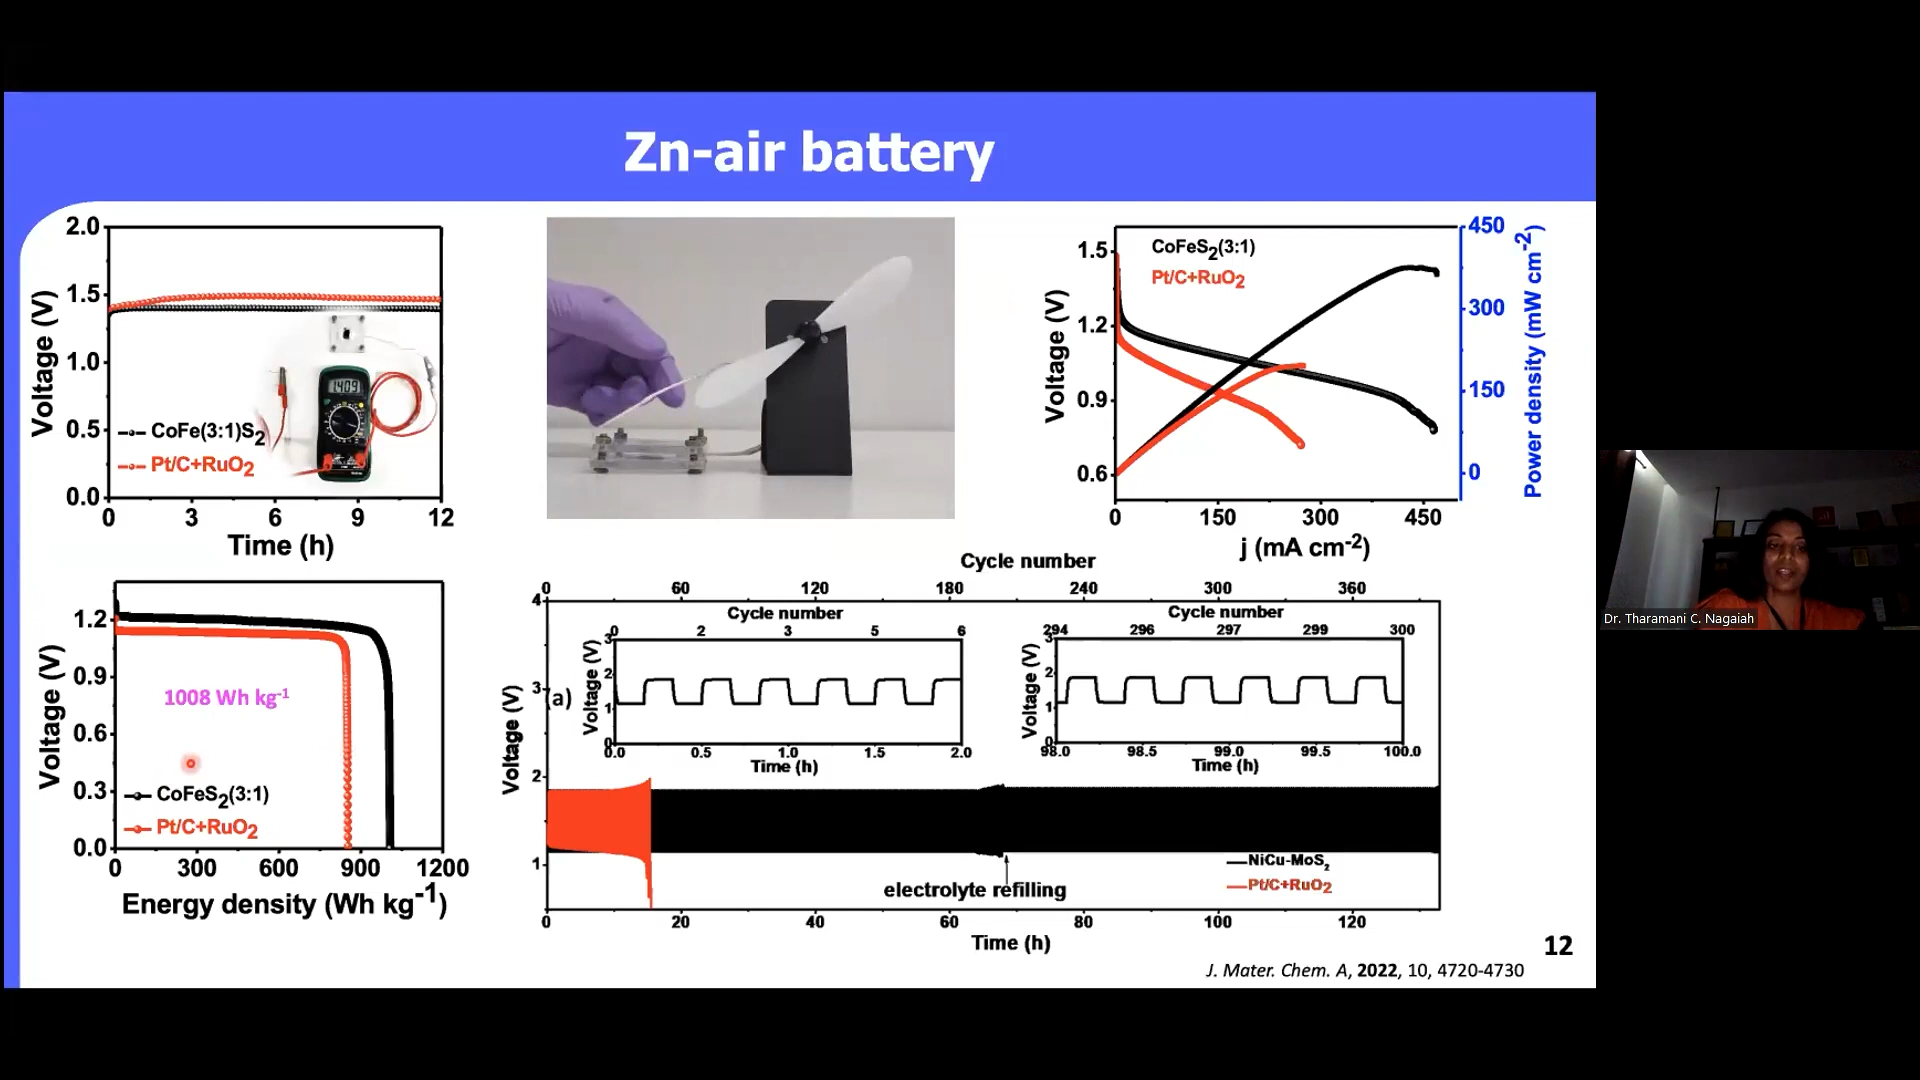 Zn-air battery
2.0
1.5
1.0
0.5
0.0
Voltage (V)
CoFe(3:1)S2
Pt/C+RuO2
1409
0 3 6 9 12
Time (h)
1.5
1.2
0.9
0.6
Voltage (V)
CoFeS2(3:1)
Pt/C+RuO2
450
300
150
0
Power density (mW cm-2)
0 150 300 450
j (mA cm-2)
1.2
0.9
0.6
0.3
0.0
Voltage (V)
1008 Wh kg-1
CoFeS2(3:1)
Pt/C+RuO2
0 300 600 900 1200
Energy density (Wh kg-1)
Cycle number
0 60 120 180 240 300 360
4
3
2
1
Voltage (V)
(a)
Cycle number
0 2 3 5 6
3
2
1
0
Voltage (V)
0.0 0.5 1.0 1.5 2.0
Time (h)
Cycle number
294 296 297 299 300
3
2
1
0
Voltage (V)
98.0 98.5 99.0 99.5 100.0
Time (h)
electrolyte refilling
NiCu-MoS2
Pt/C+RuO2
0 20 40 60 80 100 120
Time (h)
12
J. Mater. Chem. A, 2022, 10, 4720-4730
Dr. Tharamani C. Nagaiah